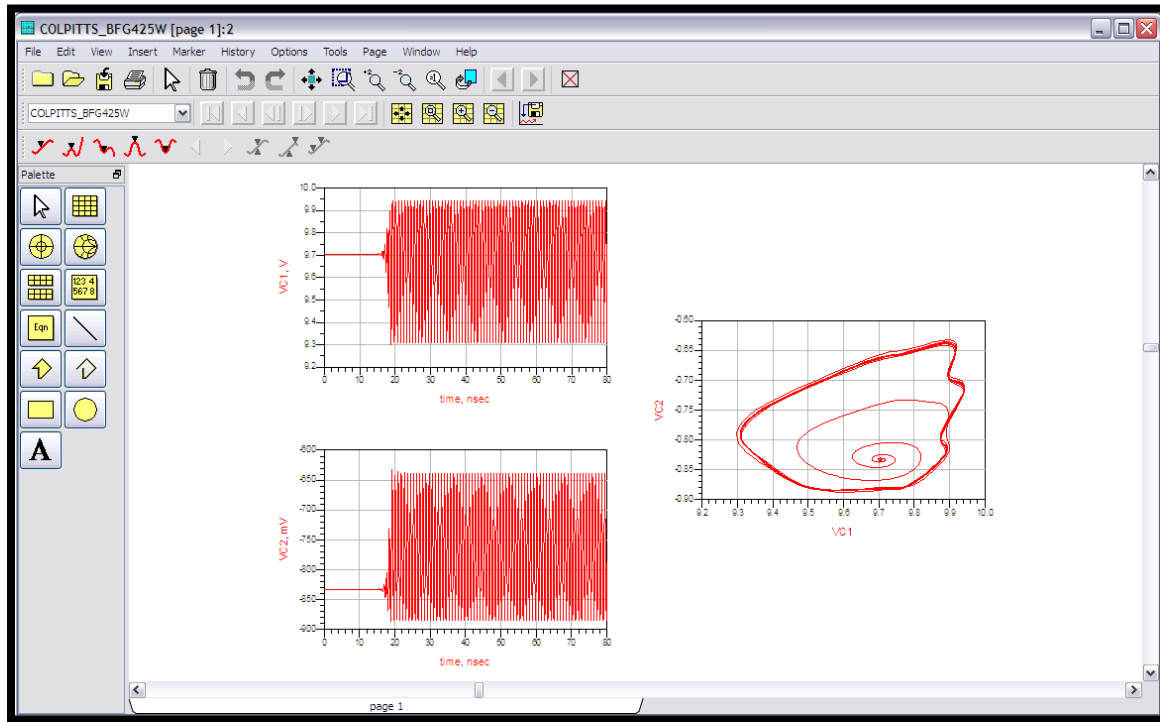 COLPITTS_BFG425W [page 1]:2
File Edit View Insert Marker History Options Tools Page Window Help
COLPITTS_BFG425W
Palette
123 4
567 8
Eqn
A
10.0
9.9
9.8
9.7
9.6
9.5
9.4
9.3
9.2
VC1, V
0 10 20 30 40 50 60 70 80
time, nsec
-600
-650
-700
-750
-800
-850
-900
VC2, mV
0 10 20 30 40 50 60 70 80
time, nsec
-0.60
-0.65
-0.70
-0.75
-0.80
-0.85
-0.90
VC2
9.2 9.3 9.4 9.5 9.6 9.7 9.8 9.9 10.0
VC1
page 1